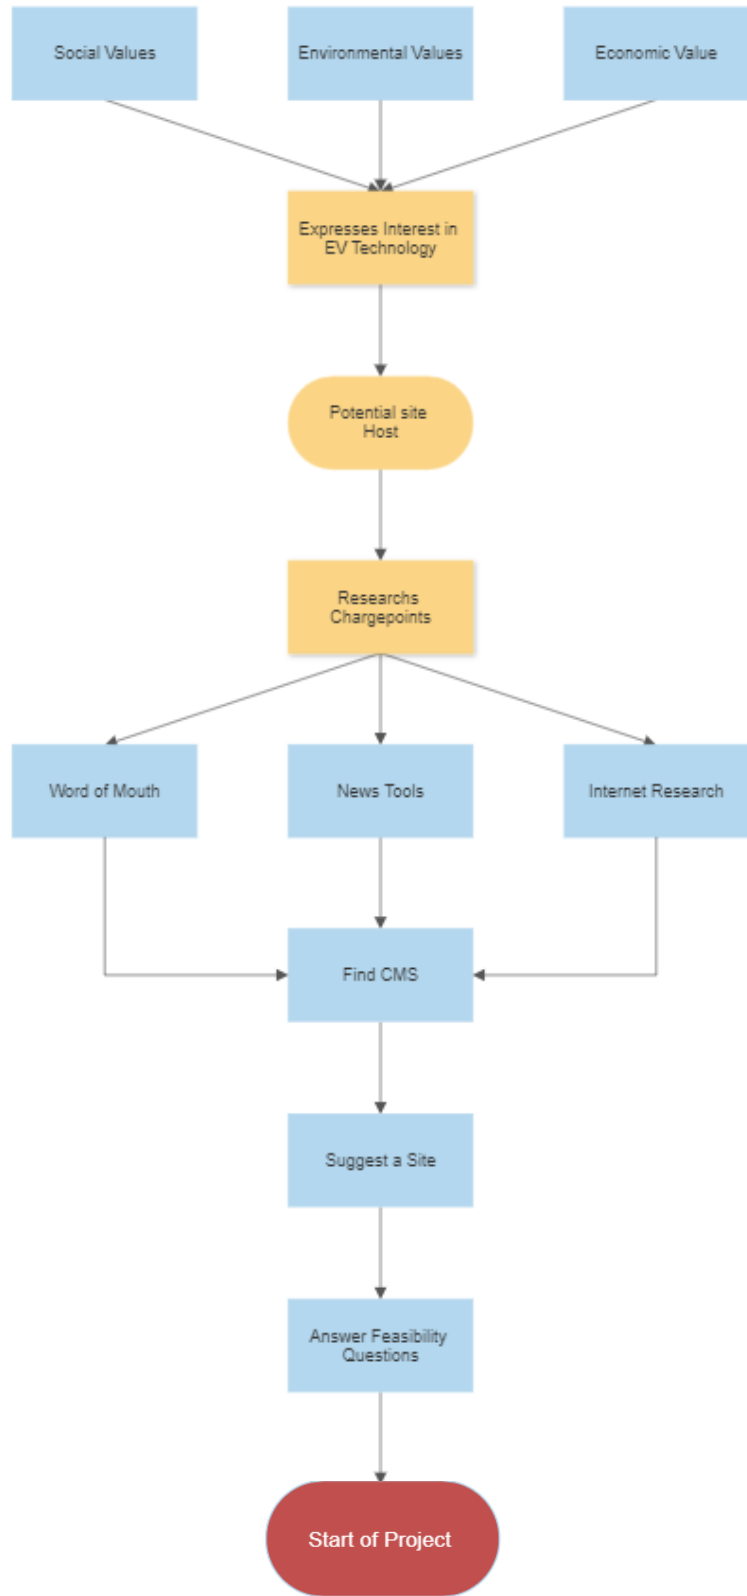 Social Values
Environmental Values
Economic Value
Expresses Interest in
EV Technology
Potential site
Host
Researchs
Chargepoints
Word of Mouth
News Tools
Internet Research
Find CMS
Suggest a Site
Answer Feasibility
Questions
Start of Project